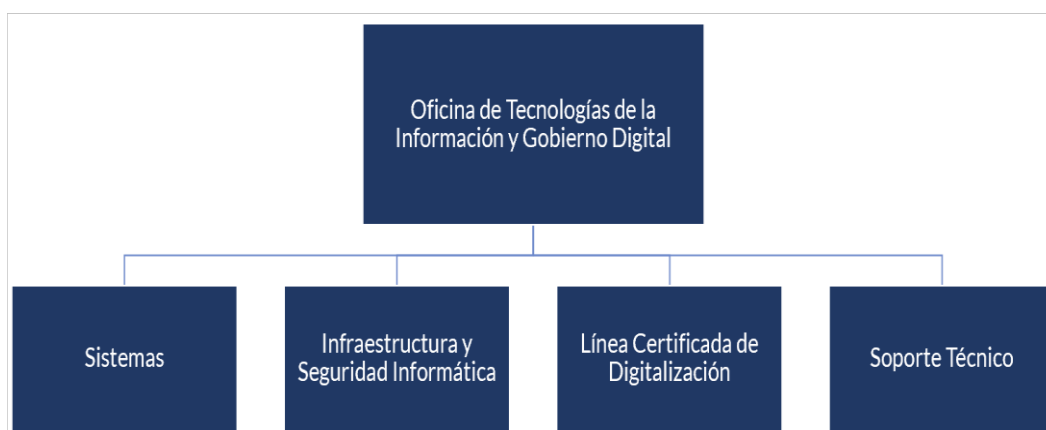 Oficina de Tecnologías de la
Información y Gobierno Digital
Sistemas
Infraestructura y
Seguridad Informática
Línea Certificada de
Digitalización
Soporte Técnico